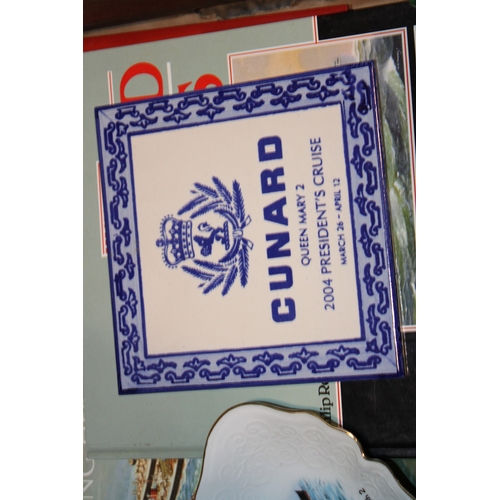 CUNARD
QUEEN MARY 2
2004 PRESIDENT'S CRUISE
MARCH 26 - APRIL 12